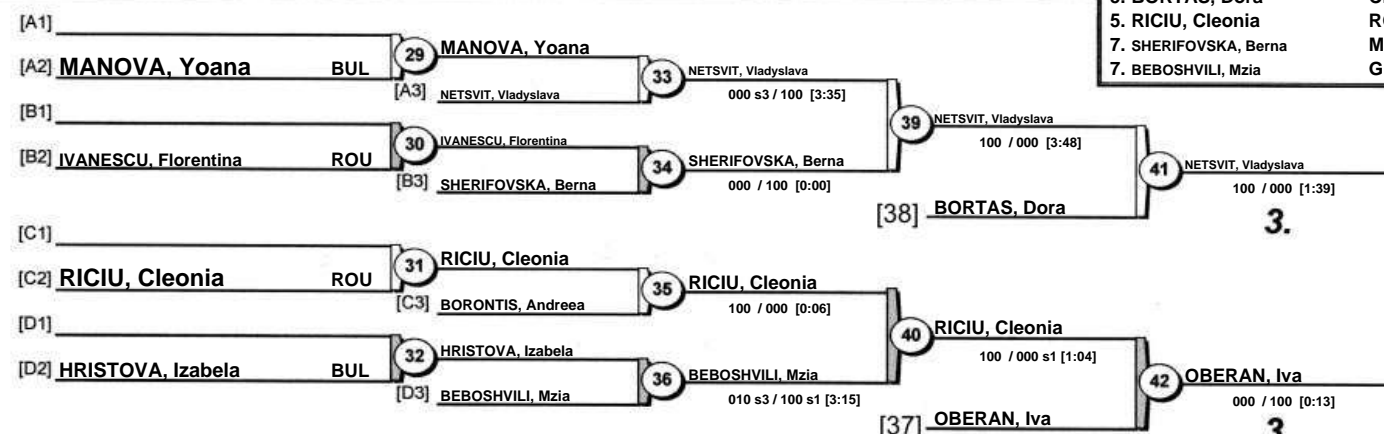 5. RICIU, Cleonia
7. SHERIFOVSKA, Berna M
7. BEBOSHVILI, Mzia G
[A1]
[A2] MANOVA, Yoana BUL
29 MANOVA, Yoana
[A3] NETSVIT, Vladyslava
33 NETSVIT, Vladyslava
000 s3 / 100 [3:35]
[B1]
[B2] IVANESCU, Florentina ROU
30 IVANESCU, Florentina
[B3] SHERIFOVSKA, Berna
34 SHERIFOVSKA, Berna
000 / 100 [0:00]
39 NETSVIT, Vladyslava
100 / 000 [3:48]
[38] BORTAS, Dora
41 NETSVIT, Vladyslava
100 / 000 [1:39]
3.
[C1]
[C2] RICIU, Cleonia ROU
31 RICIU, Cleonia
[C3] BORONTIS, Andreea
35 RICIU, Cleonia
100 / 000 [0:06]
[D1]
[D2] HRISTOVA, Izabela BUL
32 HRISTOVA, Izabela
[D3] BEBOSHVILI, Mzia
36 BEBOSHVILI, Mzia
010 s3 / 100 s1 [3:15]
40 RICIU, Cleonia
100 / 000 s1 [1:04]
[37] OBERAN, Iva
42 OBERAN, Iva
000 / 100 [0:13]
3